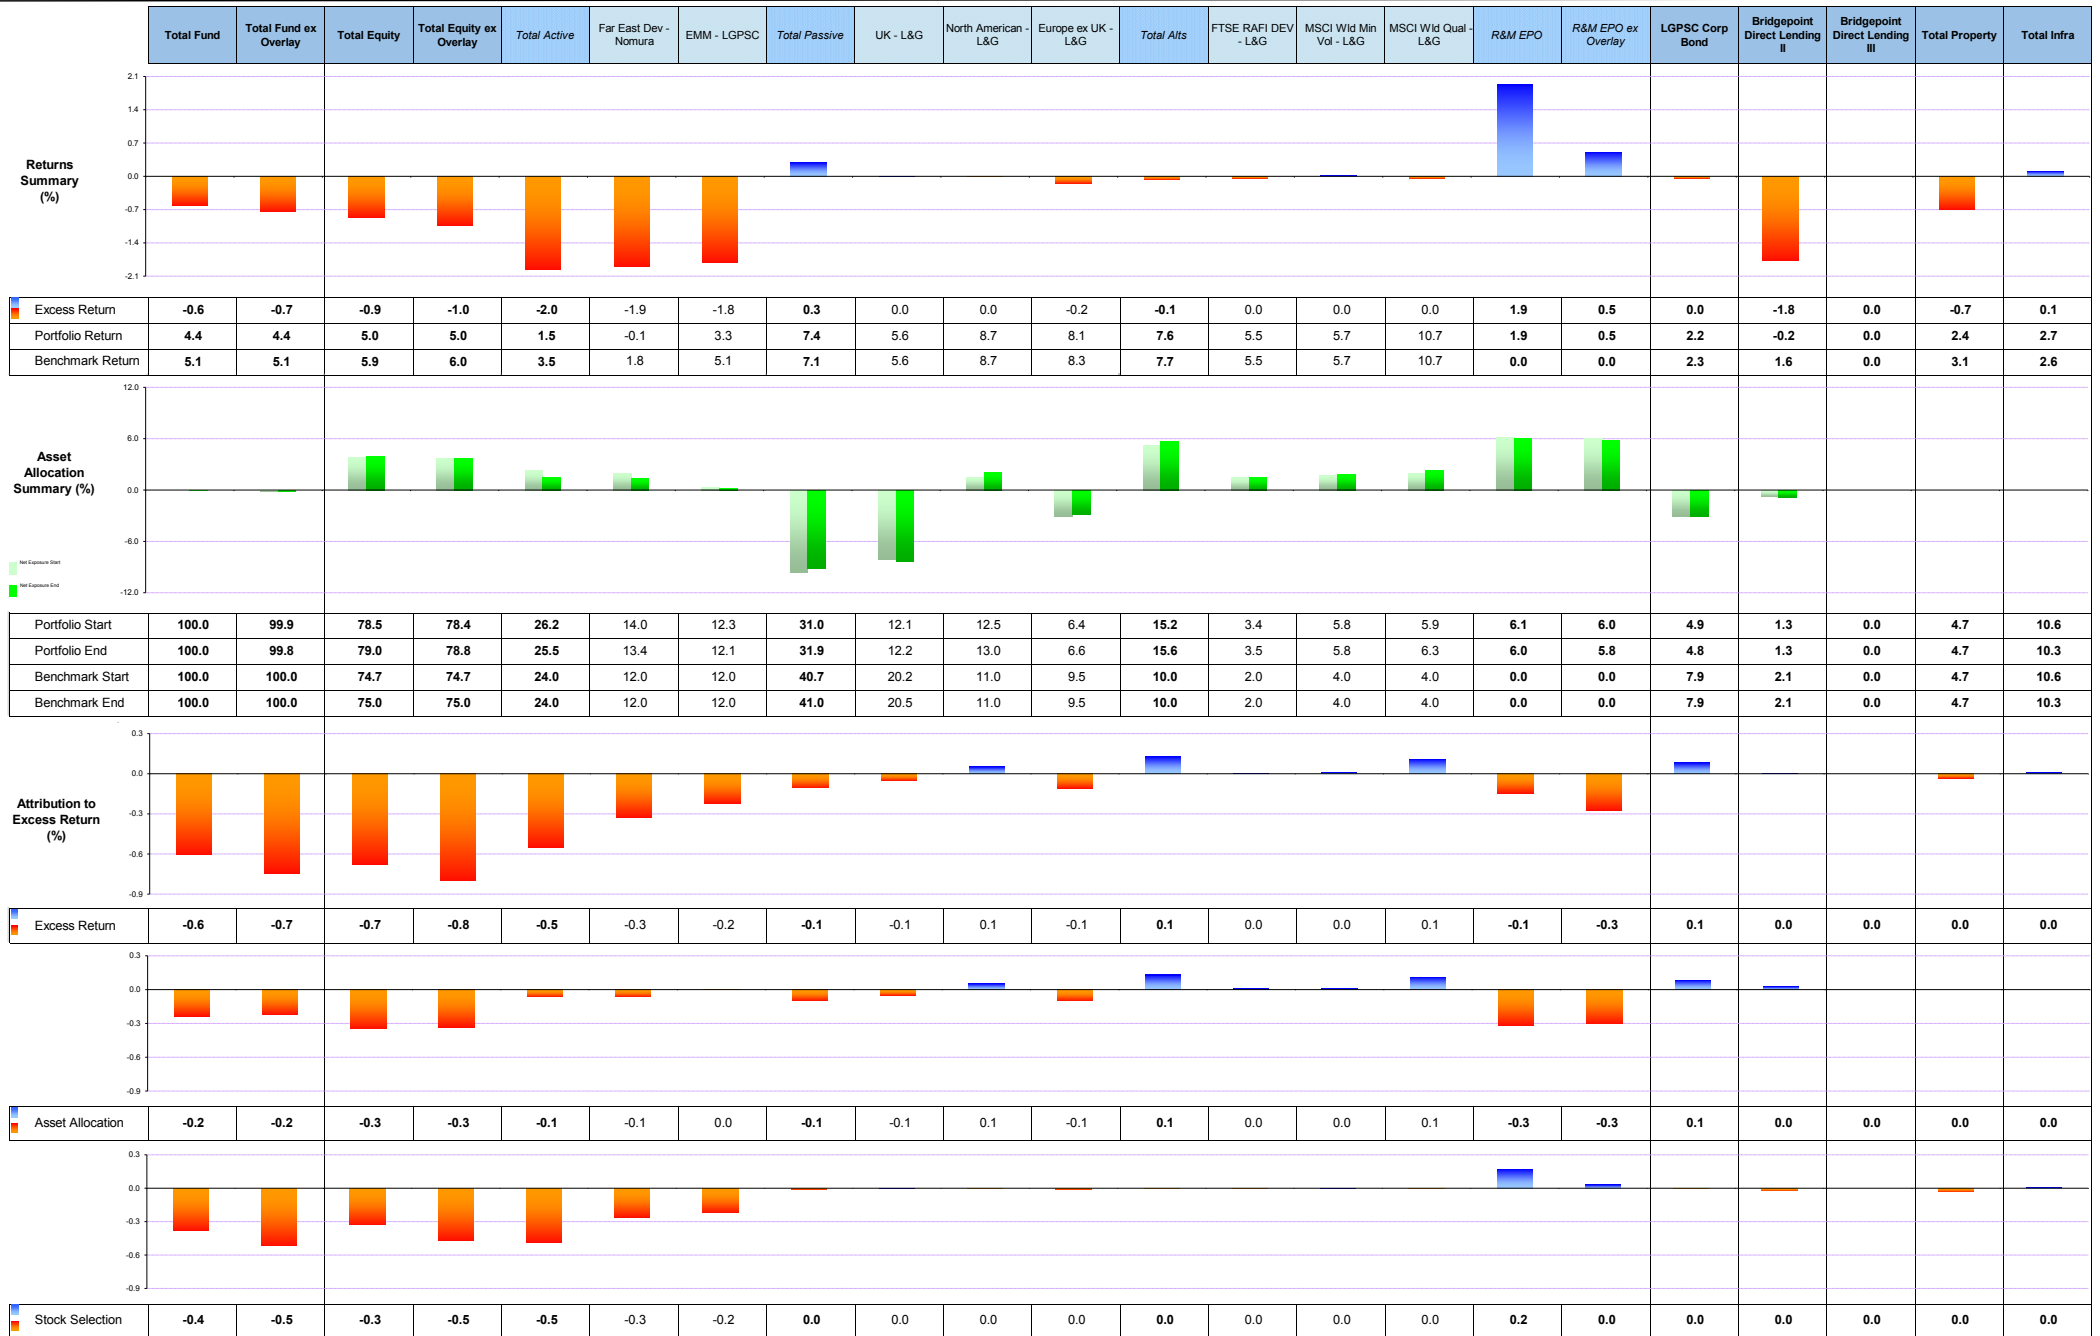 Total Fund Total Fund ex Overlay Total Equity Total Equity ex Overlay Total Active Far East Dev - Nomura EMM - LGPSC Total Passive UK - L&G North American - L&G Europe ex UK - L&G Total Alts FTSE RAFI DEV - L&G MSCI Wld Min Vol - L&G MSCI Wld Qual - L&G R&M EPO R&M EPO ex Overlay LGPSC Corp Bond Bridgepoint Direct Lending II Bridgepoint Direct Lending III Total Property Total Infra
Returns Summary (%)
2.1
1.4
0.7
0.0
-0.7
-1.4
-2.1
Excess Return -0.6 -0.7 -0.9 -1.0 -2.0 -1.9 -1.8 0.3 0.0 0.0 -0.2 -0.1 0.0 0.0 0.0 1.9 0.5 0.0 -1.8 0.0 -0.7 0.1
Portfolio Return 4.4 4.4 5.0 5.0 1.5 -0.1 3.3 7.4 5.6 8.7 8.1 7.6 5.5 5.7 10.7 1.9 0.5 2.2 -0.2 0.0 2.4 2.7
Benchmark Return 5.1 5.1 5.9 6.0 3.5 1.8 5.1 7.1 5.6 8.7 8.3 7.7 5.5 5.7 10.7 0.0 0.0 2.3 1.6 0.0 3.1 2.6
Asset Allocation Summary (%)
12.0
6.0
0.0
-6.0
-12.0
Net Exposure Start
Net Exposure End
Portfolio Start 100.0 99.9 78.5 78.4 26.2 14.0 12.3 31.0 12.1 12.5 6.4 15.2 3.4 5.8 5.9 6.1 6.0 4.9 1.3 0.0 4.7 10.6
Portfolio End 100.0 99.8 79.0 78.8 25.5 13.4 12.1 31.9 12.2 13.0 6.6 15.6 3.5 5.8 6.3 6.0 5.8 4.8 1.3 0.0 4.7 10.3
Benchmark Start 100.0 100.0 74.7 74.7 24.0 12.0 12.0 40.7 20.2 11.0 9.5 10.0 2.0 4.0 4.0 0.0 0.0 7.9 2.1 0.0 4.7 10.6
Benchmark End 100.0 100.0 75.0 75.0 24.0 12.0 12.0 41.0 20.5 11.0 9.5 10.0 2.0 4.0 4.0 0.0 0.0 7.9 2.1 0.0 4.7 10.3
Attribution to Excess Return (%)
0.3
0.0
-0.3
-0.6
-0.9
Excess Return -0.6 -0.7 -0.7 -0.8 -0.5 -0.3 -0.2 -0.1 -0.1 0.1 -0.1 0.1 0.0 0.0 0.1 -0.1 -0.3 0.1 0.0 0.0 0.0 0.0
0.3
0.0
-0.3
-0.6
-0.9
Asset Allocation -0.2 -0.2 -0.3 -0.3 -0.1 -0.1 0.0 -0.1 -0.1 0.1 -0.1 0.1 0.0 0.0 0.1 -0.3 -0.3 0.1 0.0 0.0 0.0 0.0
0.3
0.0
-0.3
-0.6
-0.9
Stock Selection -0.4 -0.5 -0.3 -0.5 -0.5 -0.3 -0.2 0.0 0.0 0.0 0.0 0.0 0.0 0.0 0.0 0.2 0.0 0.0 0.0 0.0 0.0 0.0